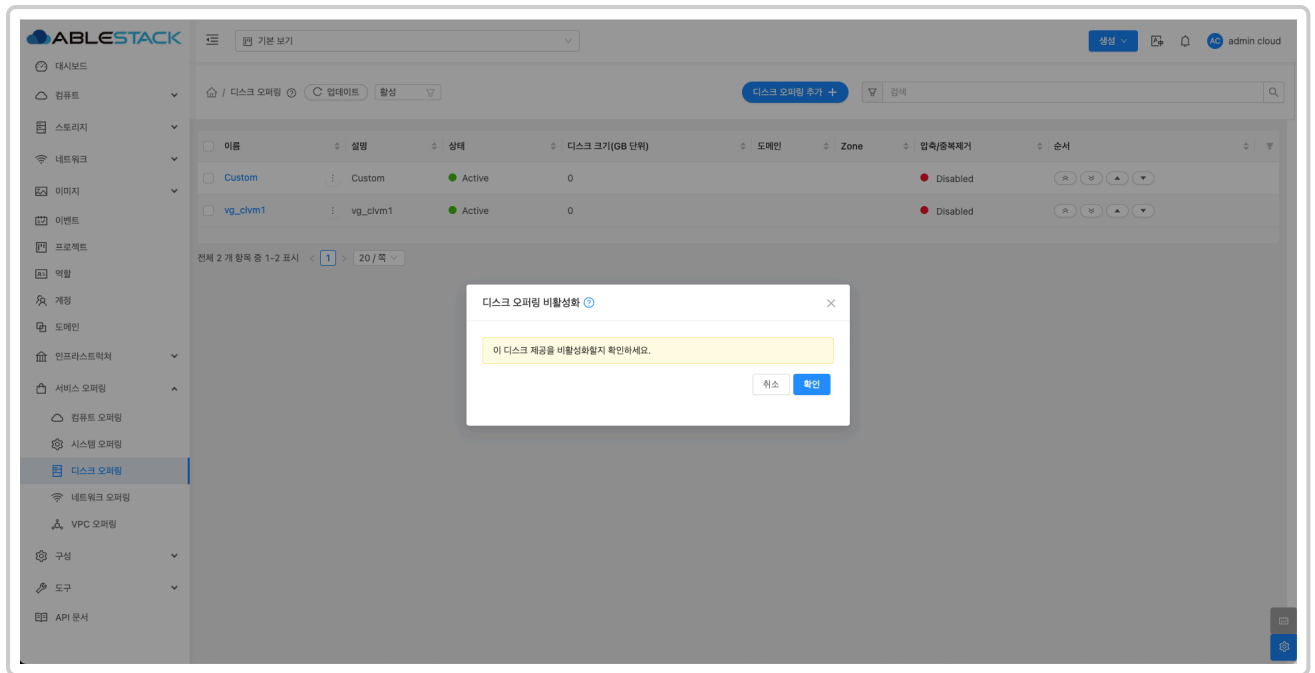 ABLESTACK
기본 보기
생성
AC admin cloud
대시보드
컴퓨트
스토리지
네트워크
이미지
이벤트
프로젝트
역할
계정
도메인
인프라스트럭쳐
서비스 오퍼링
컴퓨트 오퍼링
시스템 오퍼링
디스크 오퍼링
네트워크 오퍼링
VPC 오퍼링
구성
도구
API 문서
/ 디스크 오퍼링 업데이트 활성
디스크 오퍼링 추가 +
검색
이름 설명 상태 디스크 크기(GB 단위) 도메인 Zone 압축/중복제거 순서
Custom Custom Active 0 Disabled
vg_clvm1 vg_clvm1 Active 0 Disabled
전체 2 개 항목 중 1-2 표시 < 1 > 20 / 쪽
디스크 오퍼링 비활성화
이 디스크 제공을 비활성화할지 확인하세요.
취소 확인